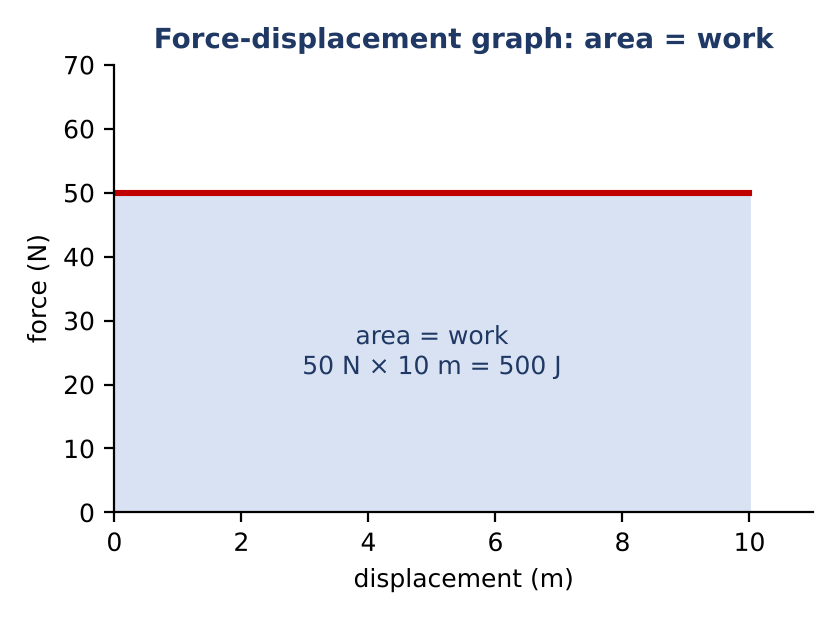 Force-displacement graph: area = work
70
60
50
40
30
20
10
0
force (N)
area = work
50 N × 10 m = 500 J
0 2 4 6 8 10
displacement (m)